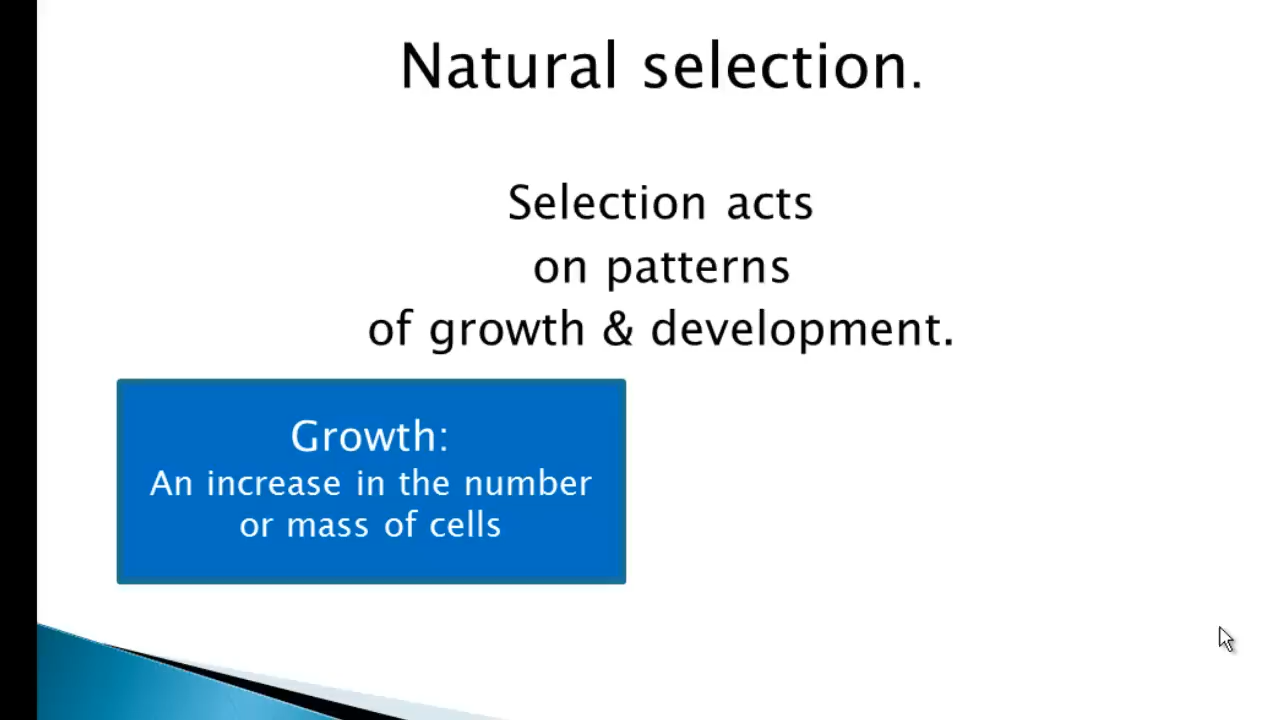 Natural selection.
Selection acts
on patterns
of growth & development.
Growth:
An increase in the number
or mass of cells